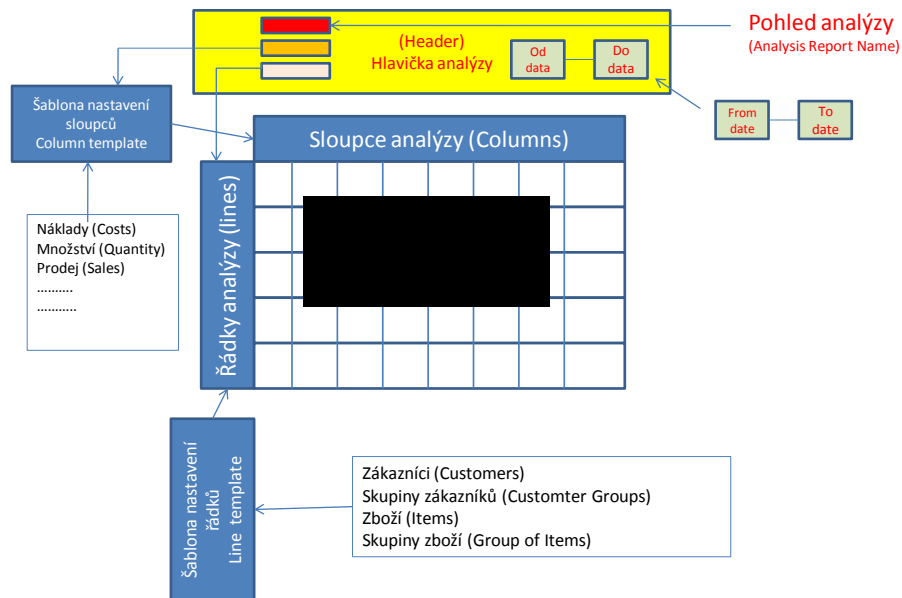 (Header)
Hlavička analýzy
Od
data
Do
data
Pohled analýzy
(Analysis Report Name)
From
date
To
date
Šablona nastavení
sloupců
Column template
Sloupce analýzy (Columns)
Řádky analýzy (lines)
Náklady (Costs)
Množství (Quantity)
Prodej (Sales)
……….
………..
Šablona nastavení
řádků
Line template
Zákazníci (Customers)
Skupiny zákazníků (Customter Groups)
Zboží (Items)
Skupiny zboží (Group of Items)